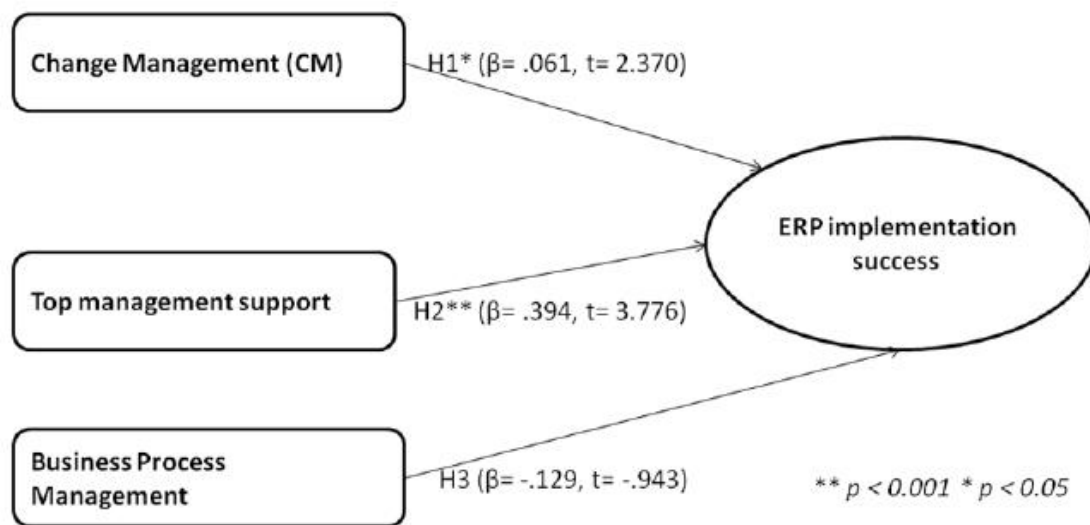 Change Management (CM)
H1* (β= .061, t= 2.370)
ERP implementation
success
Top management support
H2** (β= .394, t= 3.776)
Business Process
Management
H3 (β= -.129, t= -.943)
** p < 0.001 * p < 0.05